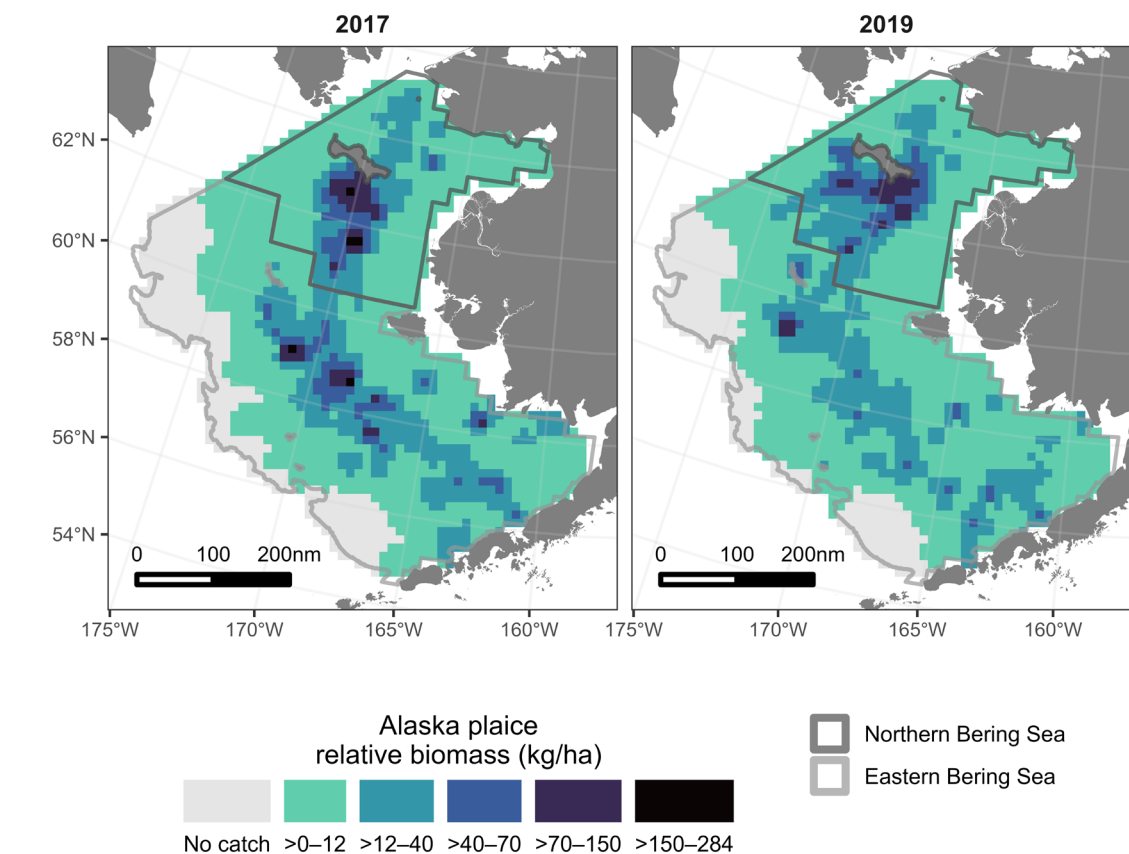 2017
2019
62°N
60°N
58°N
56°N
54°N
0 100 200nm
0 100 200nm
175°W 170°W 165°W 160°W 175°W 170°W 165°W 160°W
Alaska plaice
relative biomass (kg/ha)
No catch >0–12 >12–40 >40–70 >70–150 >150–284
Northern Bering Sea
Eastern Bering Sea